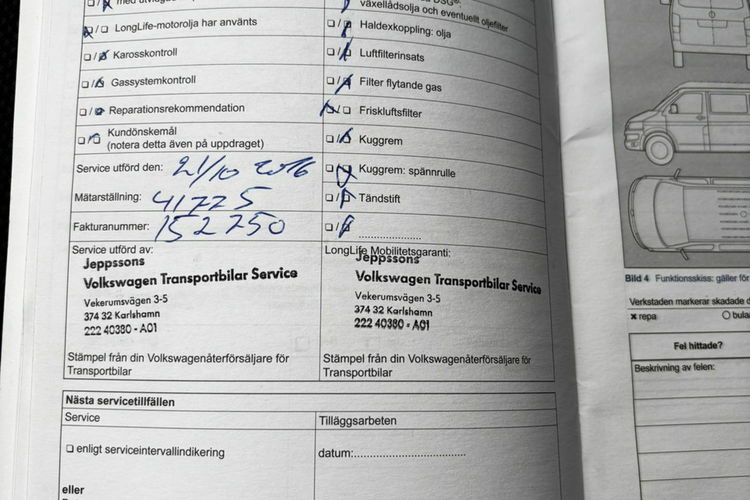 växellådsolja och eventuellt oljefilter
LongLife-motorolja har använts
Haldexkoppling: olja
Karosskontroll
Luftfilterinsats
Gassystemkontroll
Filter flytande gas
Reparationsrekommendation
Friskluftsfilter
Kundönskemål
(notera detta även på uppdraget)
Kuggrem
Service utförd den: 21/10 2016
Kuggrem: spännrulle
Mätarställning: 41725
Tändstift
Fakturanummer: 152750
Service utförd av:
LongLife Mobilitetsgaranti:
Jeppssons
Volkswagen Transportbilar Service
Vekerumsvägen 3-5
374 32 Karlshamn
222 40380 - A01
Jeppssons
Volkswagen Transportbilar Service
Vekerumsvägen 3-5
374 32 Karlshamn
222 40380 - A01
Stämpel från din Volkswagenåterförsäljare för
Transportbilar
Stämpel från din Volkswagenåterförsäljare för
Transportbilar
Nästa servicetillfällen
Service
Tilläggsarbeten
enligt serviceintervallindikering
datum:
eller
Bild 4 Funktionsskiss: gäller för
Verkstaden markerar skadade
x repa
Fel hittade?
Beskrivning av felen: